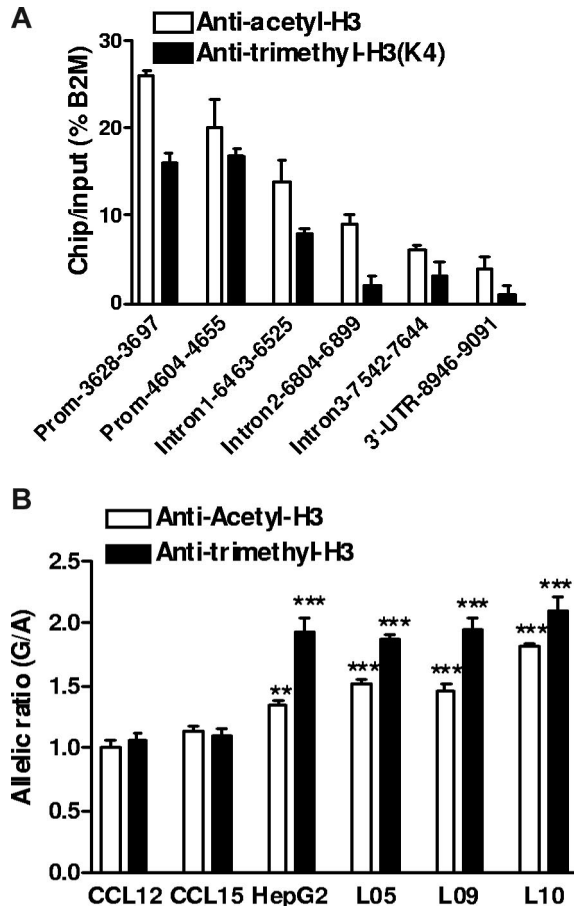 A
Anti-acetyl-H3
Anti-trimethyl-H3(K4)
Chip/input (% B2M)
30
20
10
0
Prom-3628-3697
Prom-4604-4655
Intron1-6463-6525
Intron2-6804-6899
Intron3-7542-7644
3'-UTR-8946-9091
B
Anti-Acetyl-H3
Anti-trimethyl-H3
Allelic ratio (G/A)
2.5
2.0
1.5
1.0
0.5
0.0
** *** *** *** *** *** *** ***
CCL12 CCL15 HepG2 L05 L09 L10